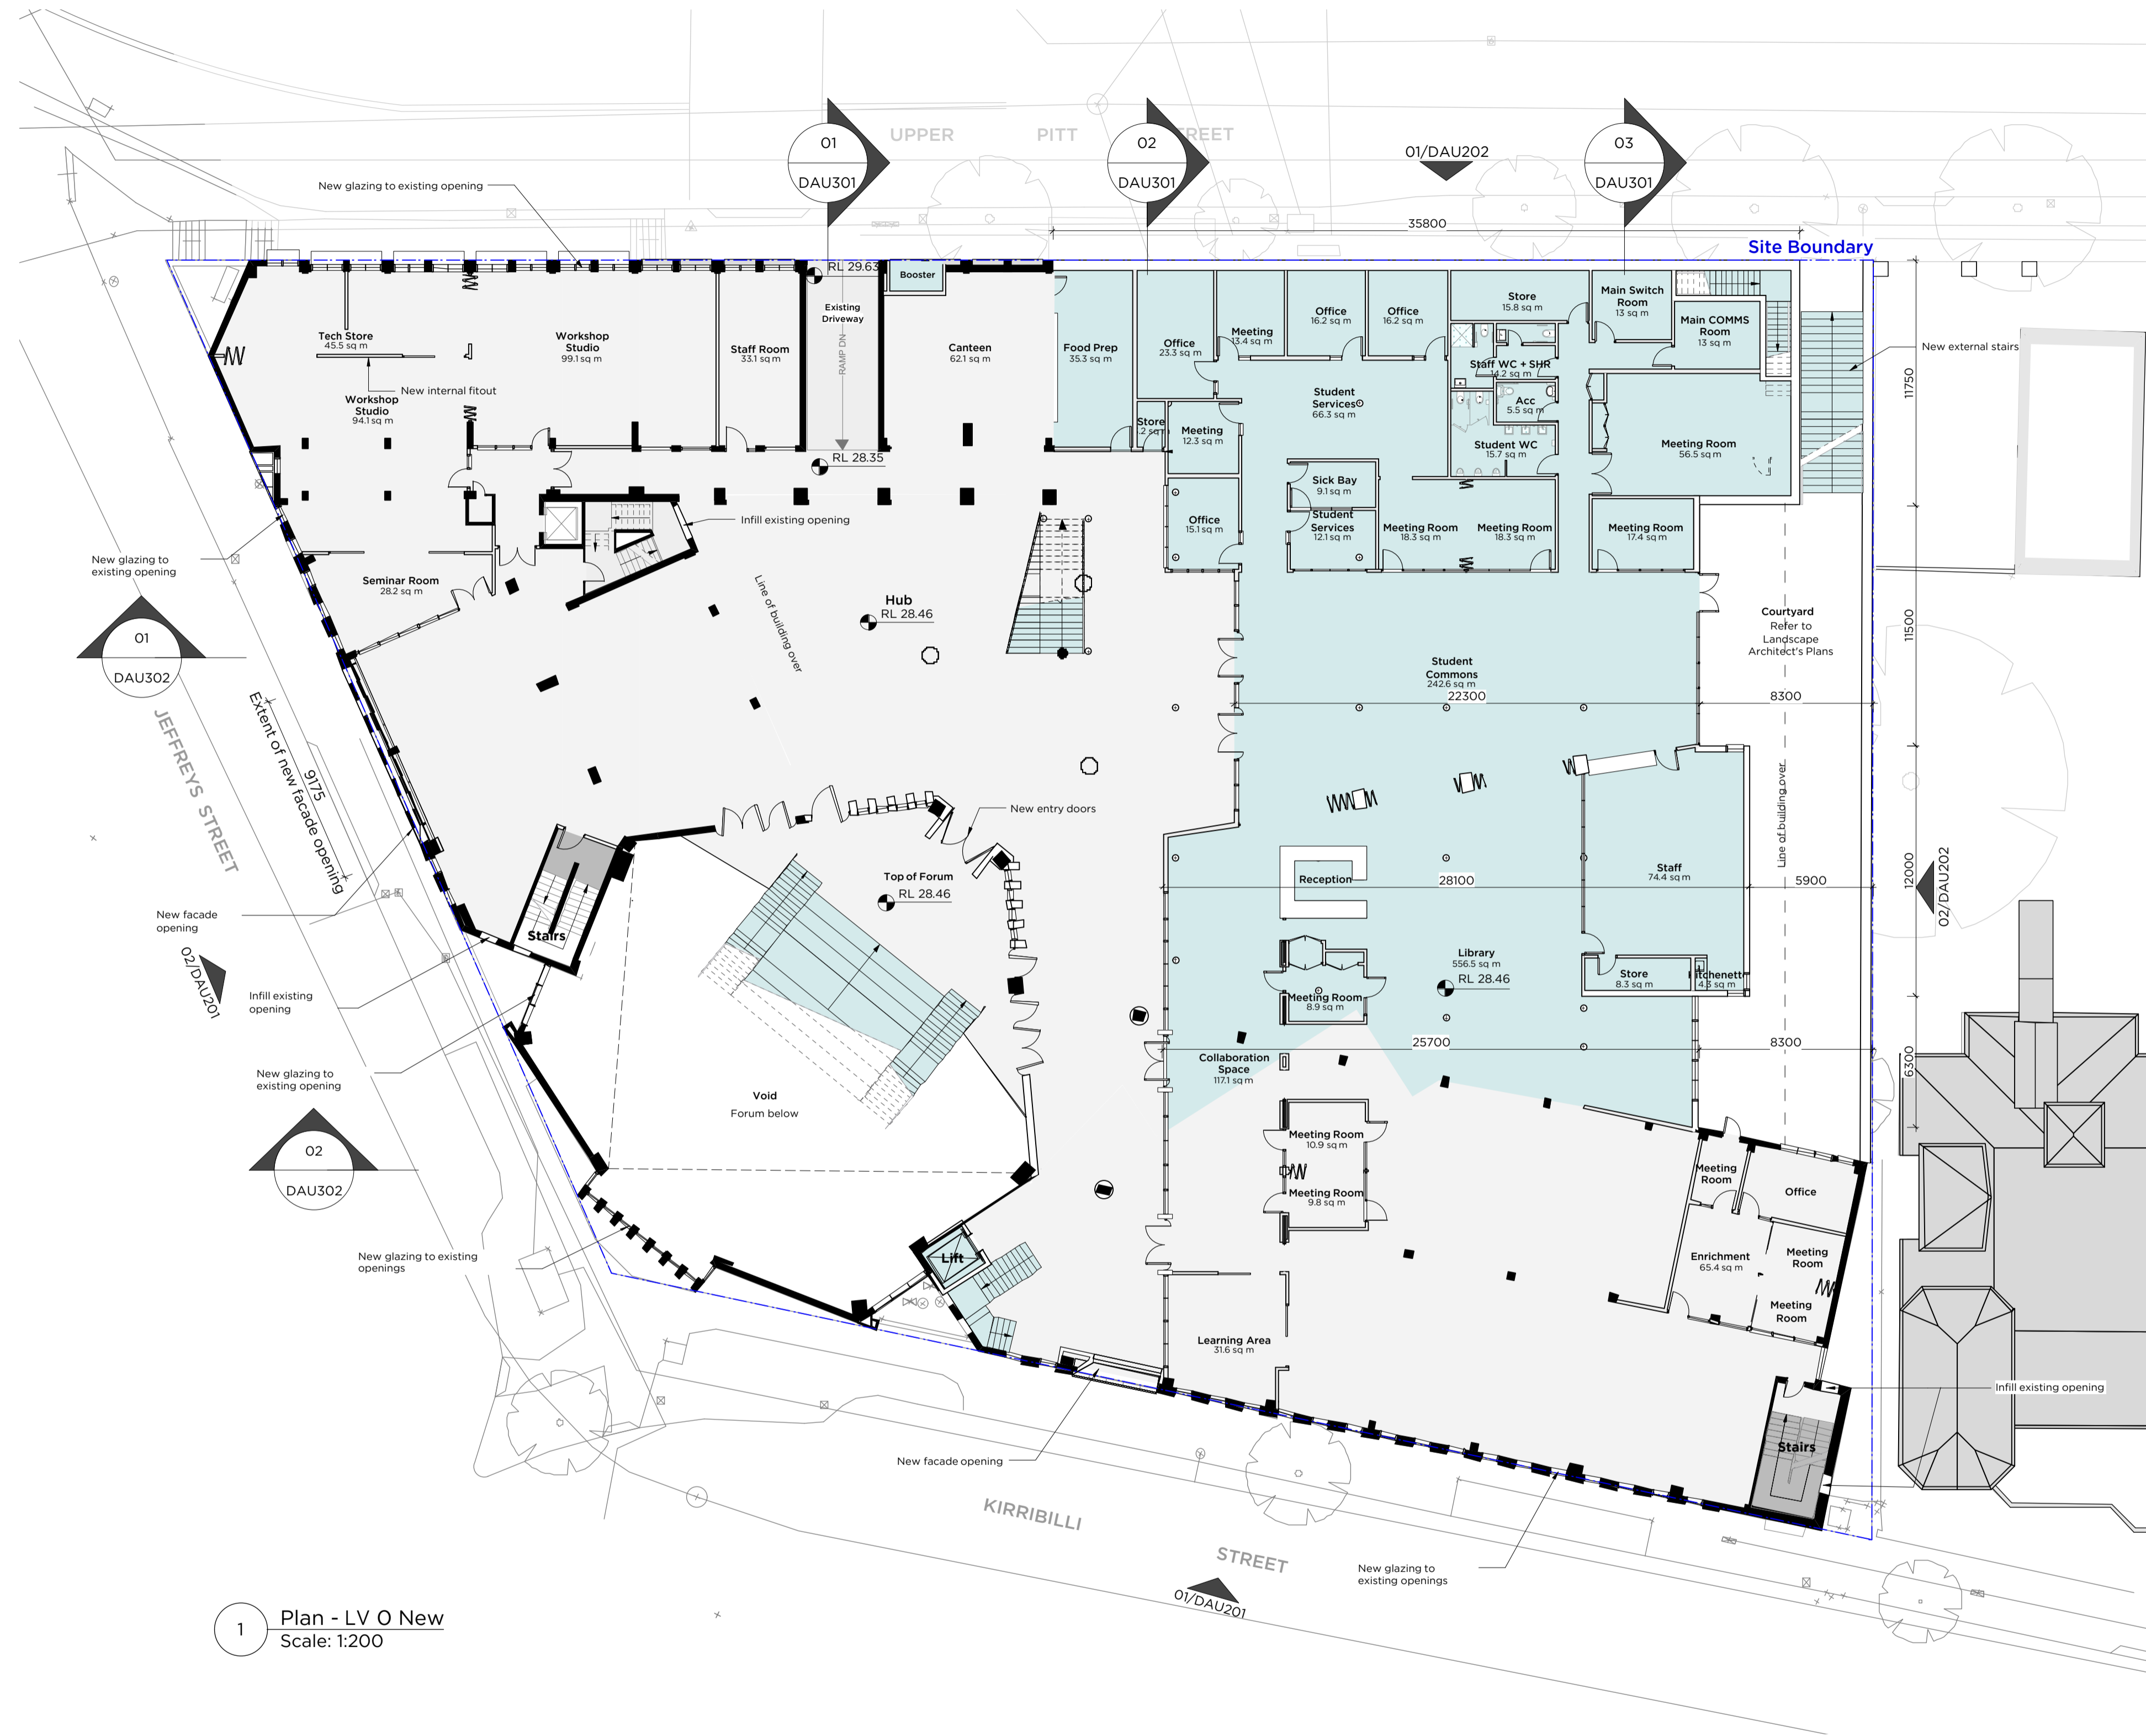 UPPER PITT STREET
01
DAU301
02
DAU301
01/DAU202
03
DAU301
New glazing to existing opening
35800
Site Boundary
RL 29.63
Booster
Existing
Driveway
RAMP DN
RL 28.35
Tech Store
45.5 sq m
Workshop
Studio
99.1 sq m
Staff Room
33.1 sq m
Canteen
62.1 sq m
Food Prep
35.3 sq m
Office
23.3 sq m
Meeting
13.4 sq m
Office
16.2 sq m
Office
16.2 sq m
Store
15.8 sq m
Main Switch
Room
13 sq m
Main COMMS
Room
13 sq m
New external stairs
11750
New internal fitout
Workshop
Studio
94.1 sq m
Staff WC + SHR
14.2 sq m
Student
Services
66.3 sq m
Acc
5.5 sq m
Store
Meeting
12.3 sq m
Student WC
15.7 sq m
Meeting Room
56.5 sq m
Sick Bay
9.1 sq m
Infill existing opening
Office
15.1 sq m
Student
Services
12.1 sq m
Meeting Room
18.3 sq m
Meeting Room
18.3 sq m
Meeting Room
17.4 sq m
New glazing to
existing opening
Seminar Room
28.2 sq m
Line of building over
Hub
RL 28.46
Courtyard
Refer to
Landscape
Architect's Plans
11500
01
DAU302
Student
Commons
242.6 sq m
22300
8300
JEFFREYS STREET
9175
Extent of new facade opening
Line of building over
New entry doors
Top of Forum
RL 28.46
Reception
28100
Staff
74.4 sq m
5900
12000
02/DAU202
New facade
opening
Stairs
02/DAU201
Library
556.5 sq m
RL 28.46
Store
8.3 sq m
4.3 sq m
Infill existing
opening
Meeting Room
8.9 sq m
New glazing to
existing opening
Collaboration
Space
117.1 sq m
25700
8300
6300
Void
Forum below
02
DAU302
Meeting Room
10.9 sq m
Meeting Room
9.8 sq m
Meeting
Room
Office
New glazing to existing
openings
Lift
Enrichment
65.4 sq m
Meeting
Room
Meeting
Room
Learning Area
31.6 sq m
Infill existing opening
Stairs
New facade opening
KIRRIBILLI STREET
New glazing to
existing openings
01/DAU201
1
Plan - LV 0 New
Scale: 1:200